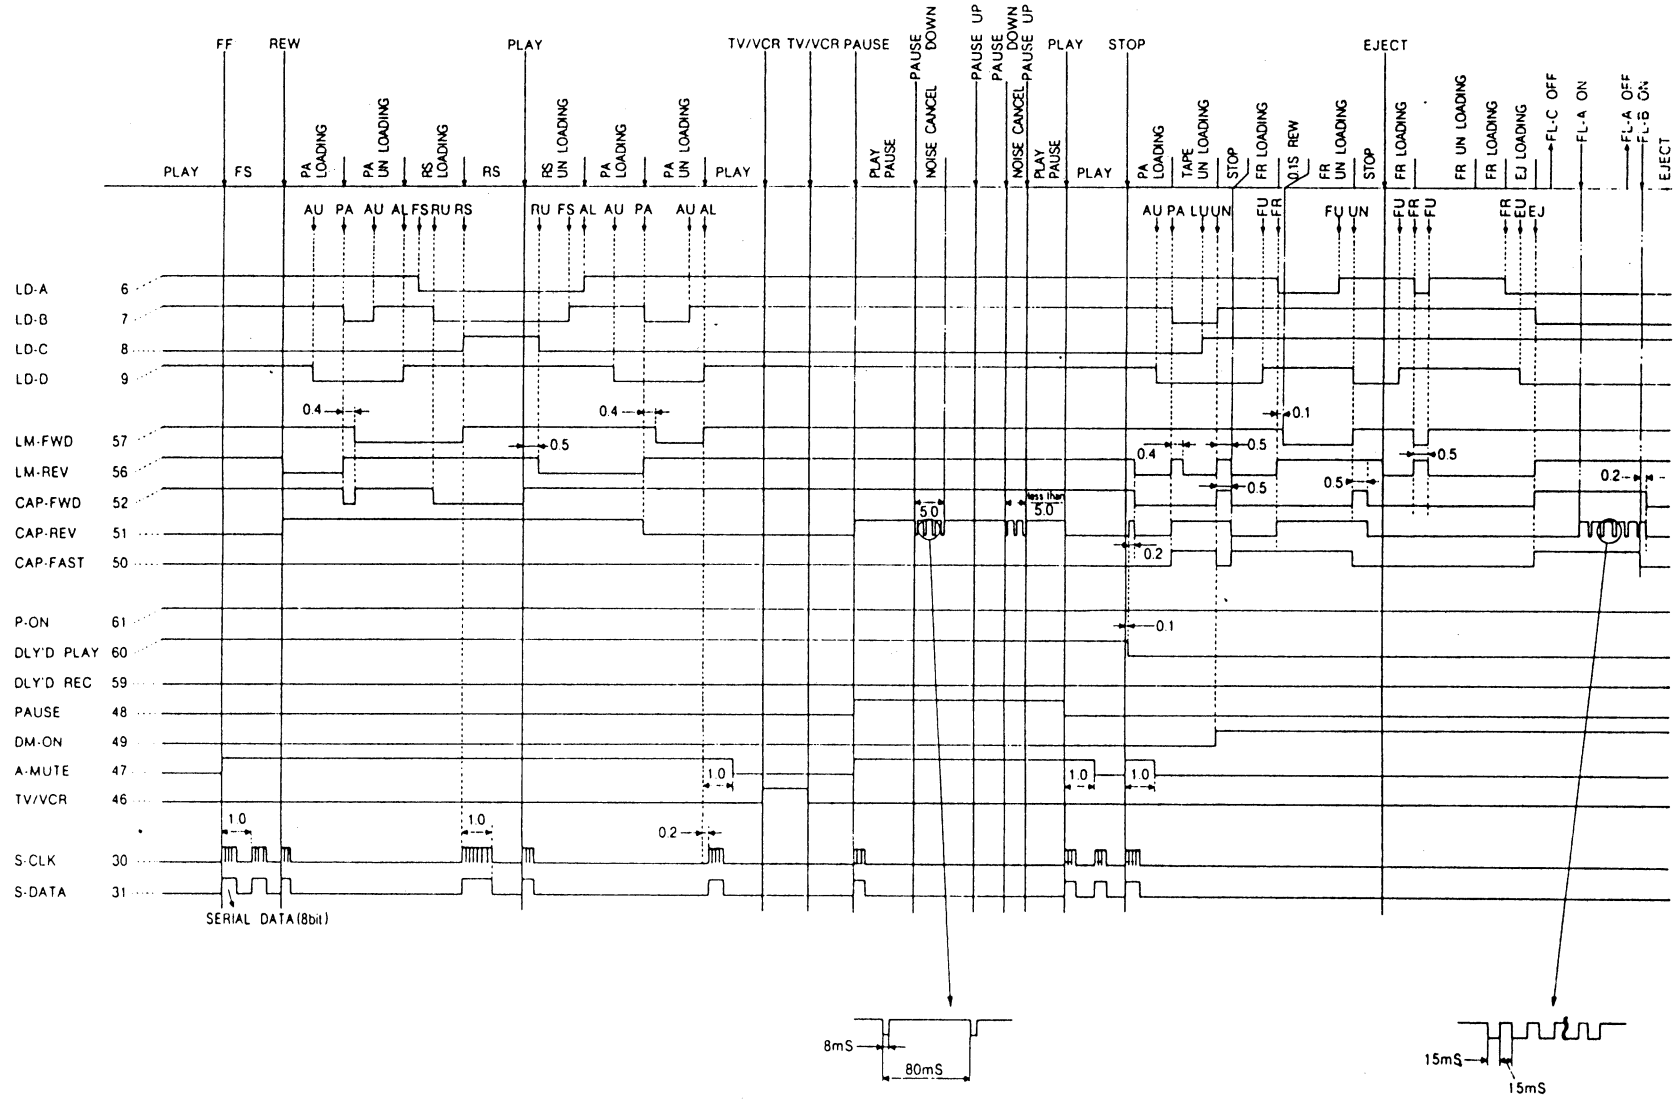 FF REW PLAY TV/VCR TV/VCR PAUSE PAUSE DOWN PAUSE UP PAUSE DOWN PAUSE UP PLAY STOP EJECT
PLAY FS PA LOADING PA UN LOADING RS LOADING RS RS UN LOADING PA LOADING PA UN LOADING PLAY PLAY PAUSE NOISE CANCEL NOISE CANCEL PLAY PAUSE PLAY PA LOADING TAPE UN LOADING STOP FR LOADING 0.1S REW FR UN LOADING STOP FR LOADING FR UN LOADING FR LOADING EJ LOADING FL-C OFF FL-A ON FL-A OFF FL-B ON EJECT
AU PA AU AL FS RU RS RU FS AL AU PA AU AL AU PA LU UN FU FR FU UN FU FR FU FR EU EJ
LD-A 6
LD-B 7
LD-C 8
LD-D 9
0.4 0.4 0.1
LM-FWD 57
0.5 0.4 0.5 0.5
LM-REV 56
0.5 0.5 0.2
CAP-FWD 52
5.0 less than 5.0
CAP-REV 51
0.2
CAP-FAST 50
P-ON 61
0.1
DLY'D PLAY 60
DLY'D REC 59
PAUSE 48
DM-ON 49
A-MUTE 47
1.0 1.0 1.0
TV/VCR 46
1.0 1.0 0.2
S-CLK 30
S-DATA 31
SERIAL DATA (8bit)
8mS
80mS
15mS
15mS